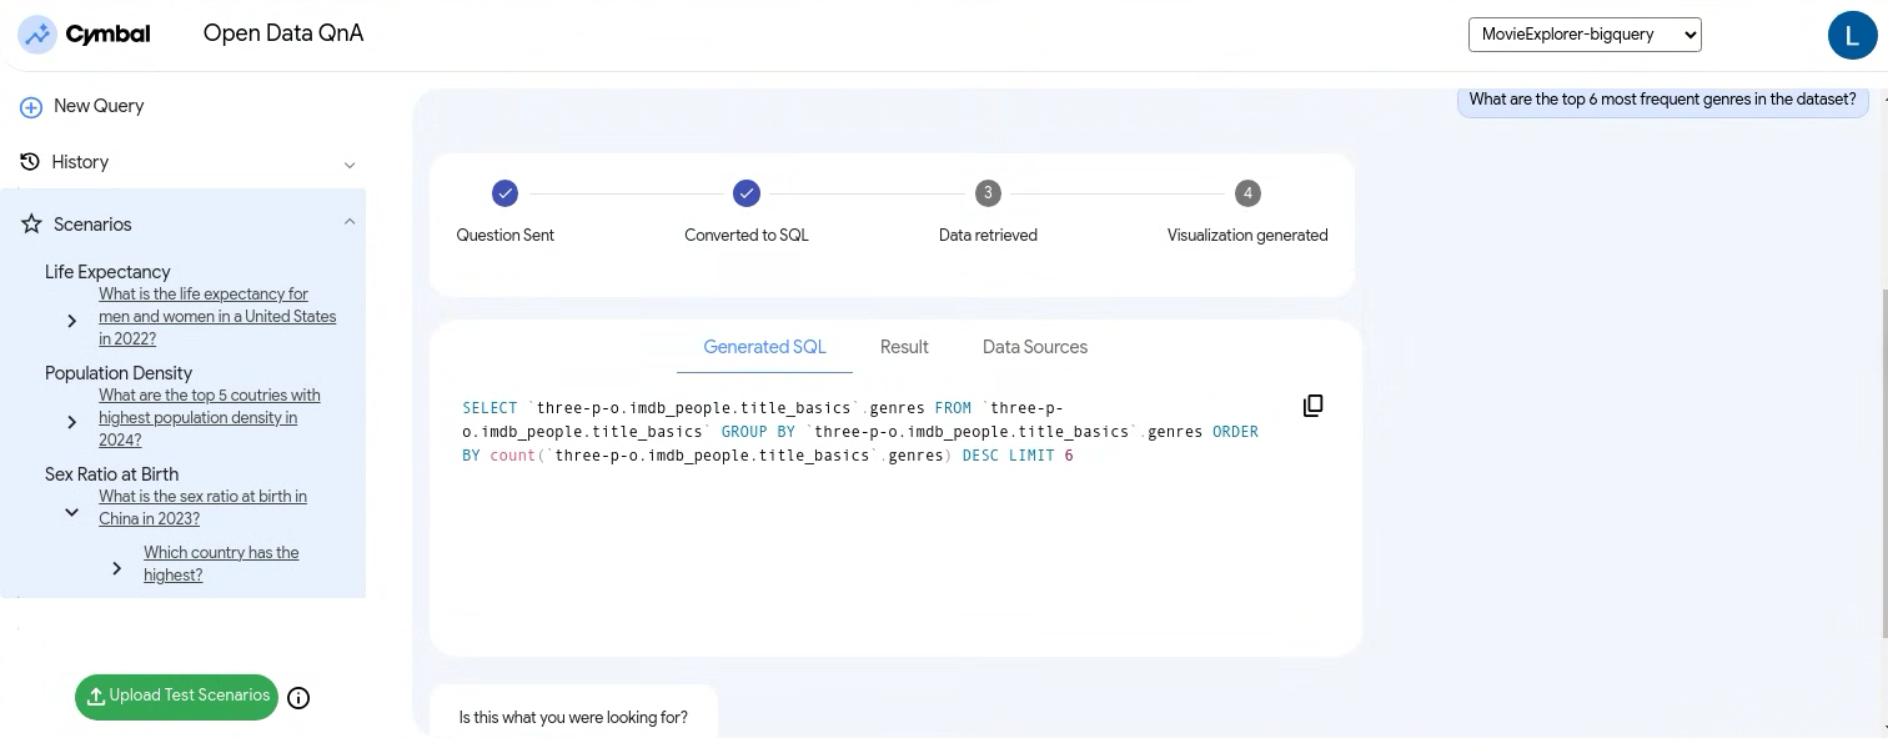 Cymbal
Open Data QnA
MovieExplorer-bigquery
L
New Query
History
Scenarios
Life Expectancy
What is the life expectancy for
men and women in a United States
in 2022?
Population Density
What are the top 5 coutries with
highest population density in
2024?
Sex Ratio at Birth
What is the sex ratio at birth in
China in 2023?
Which country has the
highest?
Upload Test Scenarios
What are the top 6 most frequent genres in the dataset?
3
4
Question Sent
Converted to SQL
Data retrieved
Visualization generated
Generated SQL
Result
Data Sources
SELECT `three-p-o.imdb_people.title_basics`.genres FROM `three-p-
o.imdb_people.title_basics` GROUP BY `three-p-o.imdb_people.title_basics`.genres ORDER
BY count(`three-p-o.imdb_people.title_basics`.genres) DESC LIMIT 6
Is this what you were looking for?